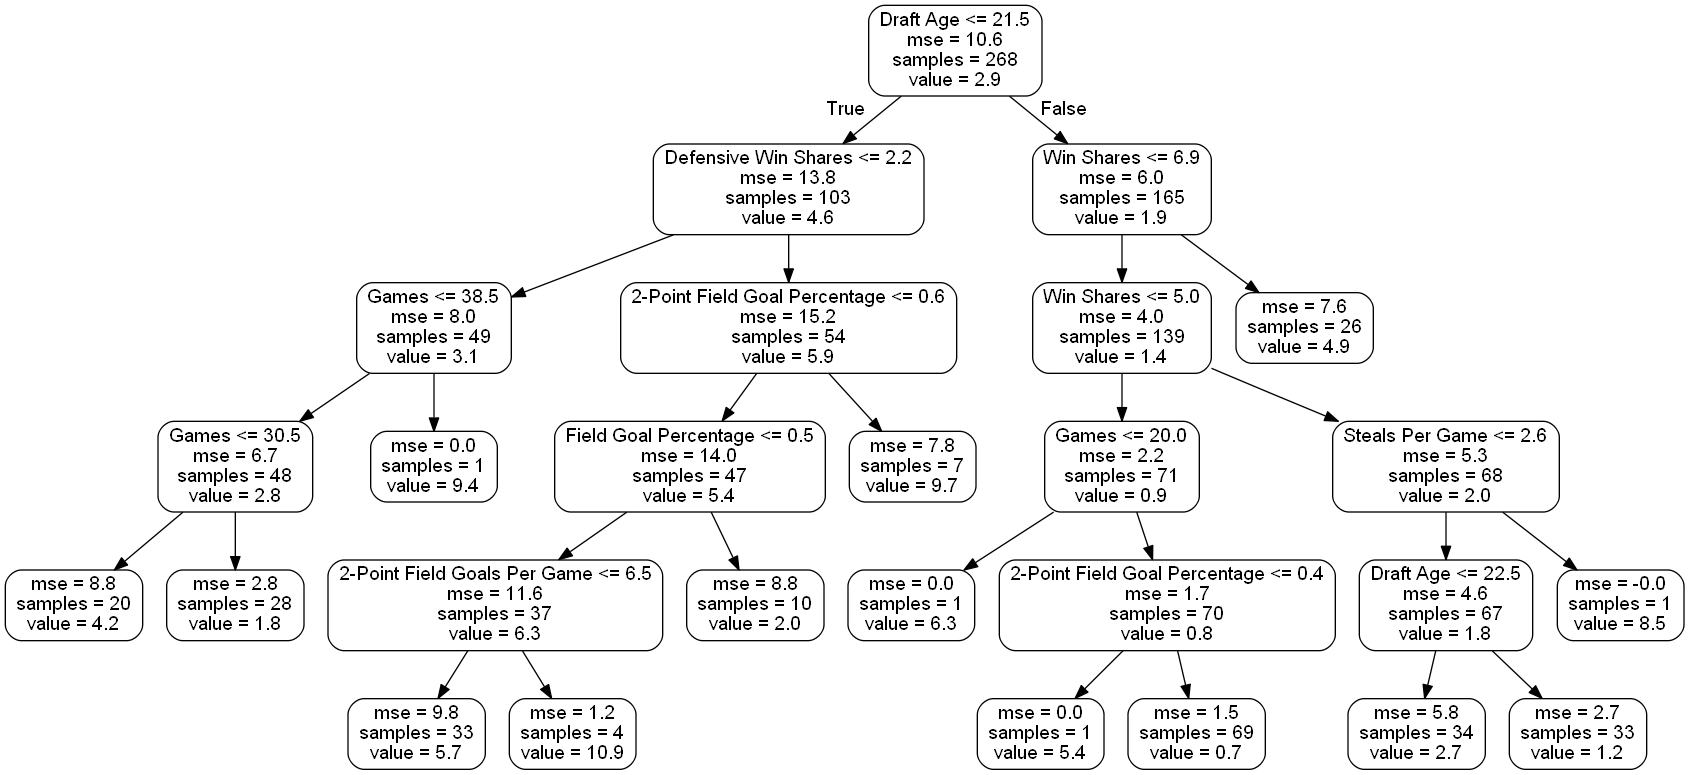 Draft Age <= 21.5
mse = 10.6
samples = 268
value = 2.9
True
False
Defensive Win Shares <= 2.2
mse = 13.8
samples = 103
value = 4.6
Win Shares <= 6.9
mse = 6.0
samples = 165
value = 1.9
Games <= 38.5
mse = 8.0
samples = 49
value = 3.1
2-Point Field Goal Percentage <= 0.6
mse = 15.2
samples = 54
value = 5.9
Win Shares <= 5.0
mse = 4.0
samples = 139
value = 1.4
mse = 7.6
samples = 26
value = 4.9
Games <= 30.5
mse = 6.7
samples = 48
value = 2.8
mse = 0.0
samples = 1
value = 9.4
Field Goal Percentage <= 0.5
mse = 14.0
samples = 47
value = 5.4
mse = 7.8
samples = 7
value = 9.7
Games <= 20.0
mse = 2.2
samples = 71
value = 0.9
Steals Per Game <= 2.6
mse = 5.3
samples = 68
value = 2.0
mse = 8.8
samples = 20
value = 4.2
mse = 2.8
samples = 28
value = 1.8
2-Point Field Goals Per Game <= 6.5
mse = 11.6
samples = 37
value = 6.3
mse = 8.8
samples = 10
value = 2.0
mse = 0.0
samples = 1
value = 6.3
2-Point Field Goal Percentage <= 0.4
mse = 1.7
samples = 70
value = 0.8
Draft Age <= 22.5
mse = 4.6
samples = 67
value = 1.8
mse = -0.0
samples = 1
value = 8.5
mse = 9.8
samples = 33
value = 5.7
mse = 1.2
samples = 4
value = 10.9
mse = 0.0
samples = 1
value = 5.4
mse = 1.5
samples = 69
value = 0.7
mse = 5.8
samples = 34
value = 2.7
mse = 2.7
samples = 33
value = 1.2